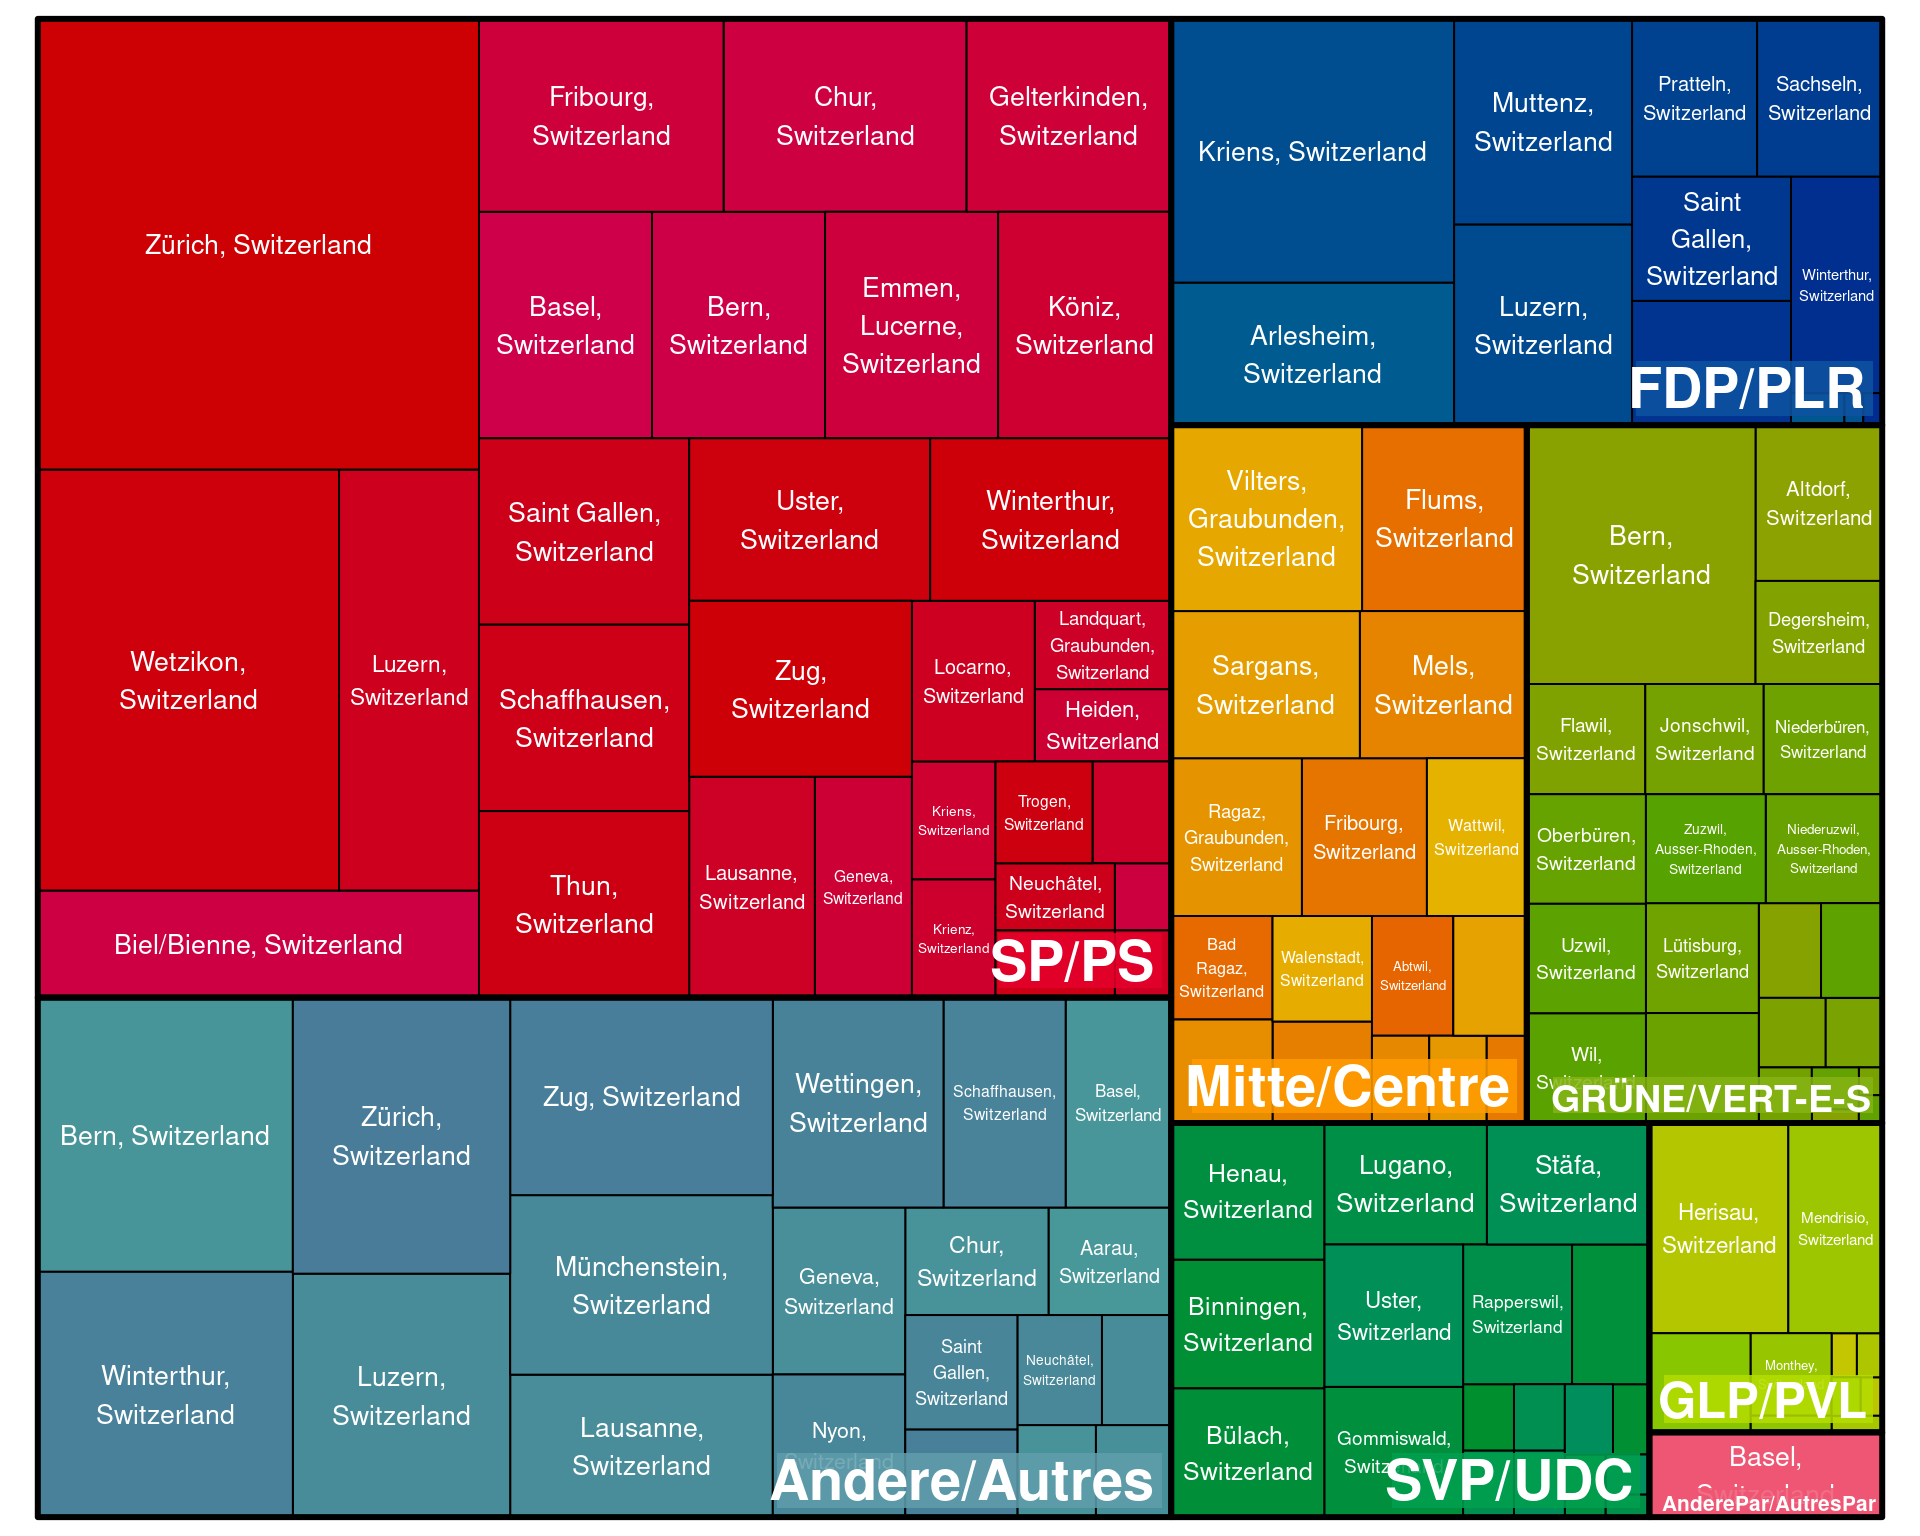 Zürich, Switzerland
Wetzikon,
Switzerland
Luzern,
Switzerland
Biel/Bienne, Switzerland
Fribourg,
Switzerland
Chur,
Switzerland
Gelterkinden,
Switzerland
Basel,
Switzerland
Bern,
Switzerland
Emmen,
Lucerne,
Switzerland
Köniz,
Switzerland
Saint Gallen,
Switzerland
Uster,
Switzerland
Winterthur,
Switzerland
Schaffhausen,
Switzerland
Thun,
Switzerland
Zug,
Switzerland
Locarno,
Switzerland
Landquart,
Graubunden,
Switzerland
Heiden,
Switzerland
Lausanne,
Switzerland
Geneva,
Switzerland
Kriens,
Switzerland
Trogen,
Switzerland
Krienz,
Switzerland
Neuchâtel,
Switzerland
SP/PS
Kriens, Switzerland
Arlesheim,
Switzerland
Muttenz,
Switzerland
Luzern,
Switzerland
Pratteln,
Switzerland
Sachseln,
Switzerland
Saint
Gallen,
Switzerland
Winterthur,
Switzerland
FDP/PLR
Vilters,
Graubunden,
Switzerland
Flums,
Switzerland
Sargans,
Switzerland
Mels,
Switzerland
Ragaz,
Graubunden,
Switzerland
Fribourg,
Switzerland
Wattwil,
Switzerland
Bad
Ragaz,
Switzerland
Walenstadt,
Switzerland
Abtwil,
Switzerland
Mitte/Centre
Bern,
Switzerland
Altdorf,
Switzerland
Degersheim,
Switzerland
Flawil,
Switzerland
Jonschwil,
Switzerland
Niederbüren,
Switzerland
Oberbüren,
Switzerland
Zuzwil,
Ausser-Rhoden,
Switzerland
Niederuzwil,
Ausser-Rhoden,
Switzerland
Uzwil,
Switzerland
Lütisburg,
Switzerland
Wil,
Switzerland
GRÜNE/VERT-E-S
Bern, Switzerland
Zürich,
Switzerland
Winterthur,
Switzerland
Luzern,
Switzerland
Zug, Switzerland
Münchenstein,
Switzerland
Lausanne,
Switzerland
Wettingen,
Switzerland
Schaffhausen,
Switzerland
Basel,
Switzerland
Geneva,
Switzerland
Chur,
Switzerland
Aarau,
Switzerland
Saint
Gallen,
Switzerland
Neuchâtel,
Switzerland
Nyon,
Switzerland
Andere/Autres
Henau,
Switzerland
Lugano,
Switzerland
Stäfa,
Switzerland
Binningen,
Switzerland
Uster,
Switzerland
Rapperswil,
Switzerland
Bülach,
Switzerland
Gommiswald,
Switzerland
SVP/UDC
Herisau,
Switzerland
Mendrisio,
Switzerland
Monthey,
GLP/PVL
Basel,
Switzerland
AnderePar/AutresPar